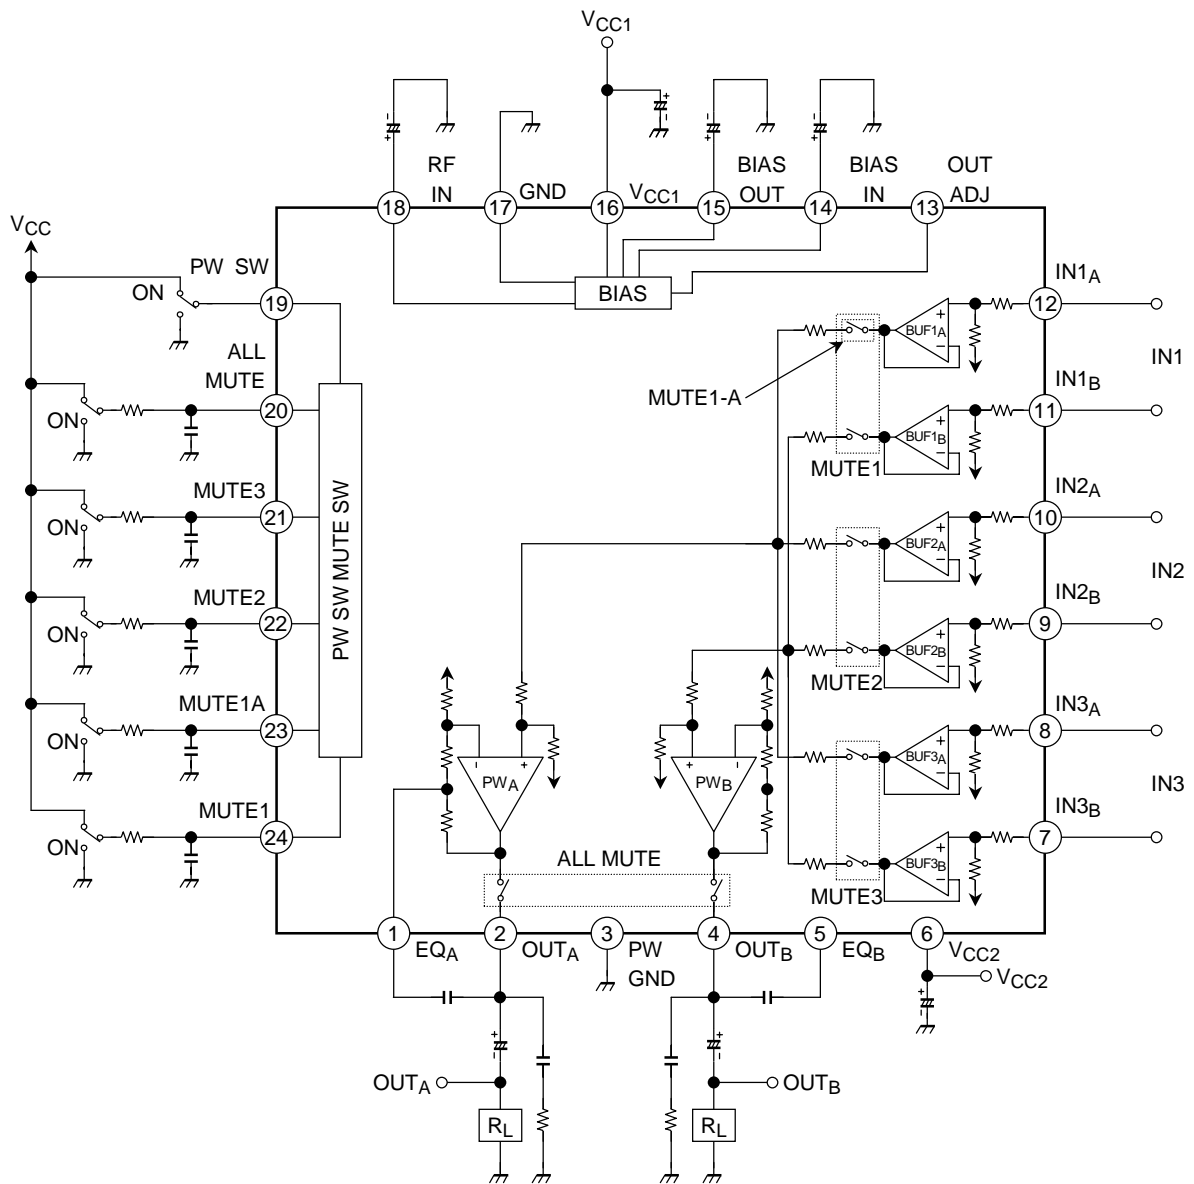 VCC1
RF
IN
GND
VCC1
BIAS
OUT
BIAS
IN
OUT
ADJ
18
17
16
15
14
13
VCC
PW SW
ON
19
BIAS
IN1A
12
BUF1A
+
−
IN1
MUTE1-A
ALL
MUTE
ON
20
IN1B
11
BUF1B
+
−
MUTE1
MUTE3
ON
21
PW SW MUTE SW
IN2A
10
BUF2A
+
−
IN2
MUTE2
ON
22
IN2B
9
BUF2B
+
−
MUTE2
MUTE1A
ON
23
PWA
-
+
PWB
+
-
IN3A
8
BUF3A
+
−
IN3
MUTE1
ON
24
IN3B
7
BUF3B
+
−
MUTE3
ALL MUTE
1
EQA
2
OUTA
3
PW
GND
4
OUTB
5
EQB
6
VCC2
VCC2
OUTA
OUTB
RL
RL